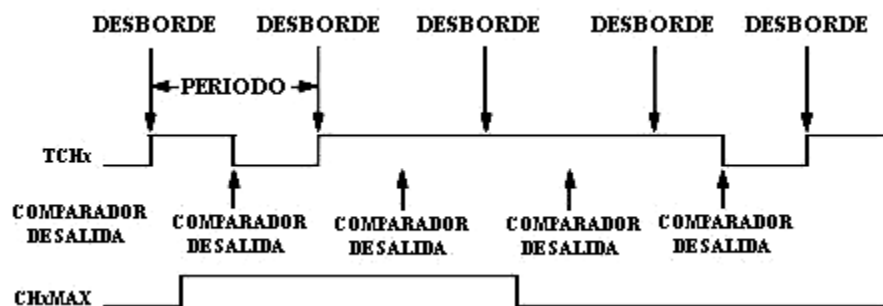 DESBORDE DESBORDE DESBORDE DESBORDE DESBORDE
PERIODO
TCHx
COMPARADOR DE SALIDA
COMPARADOR DE SALIDA
COMPARADOR DE SALIDA
COMPARADOR DE SALIDA
COMPARADOR DE SALIDA
CHxMAX